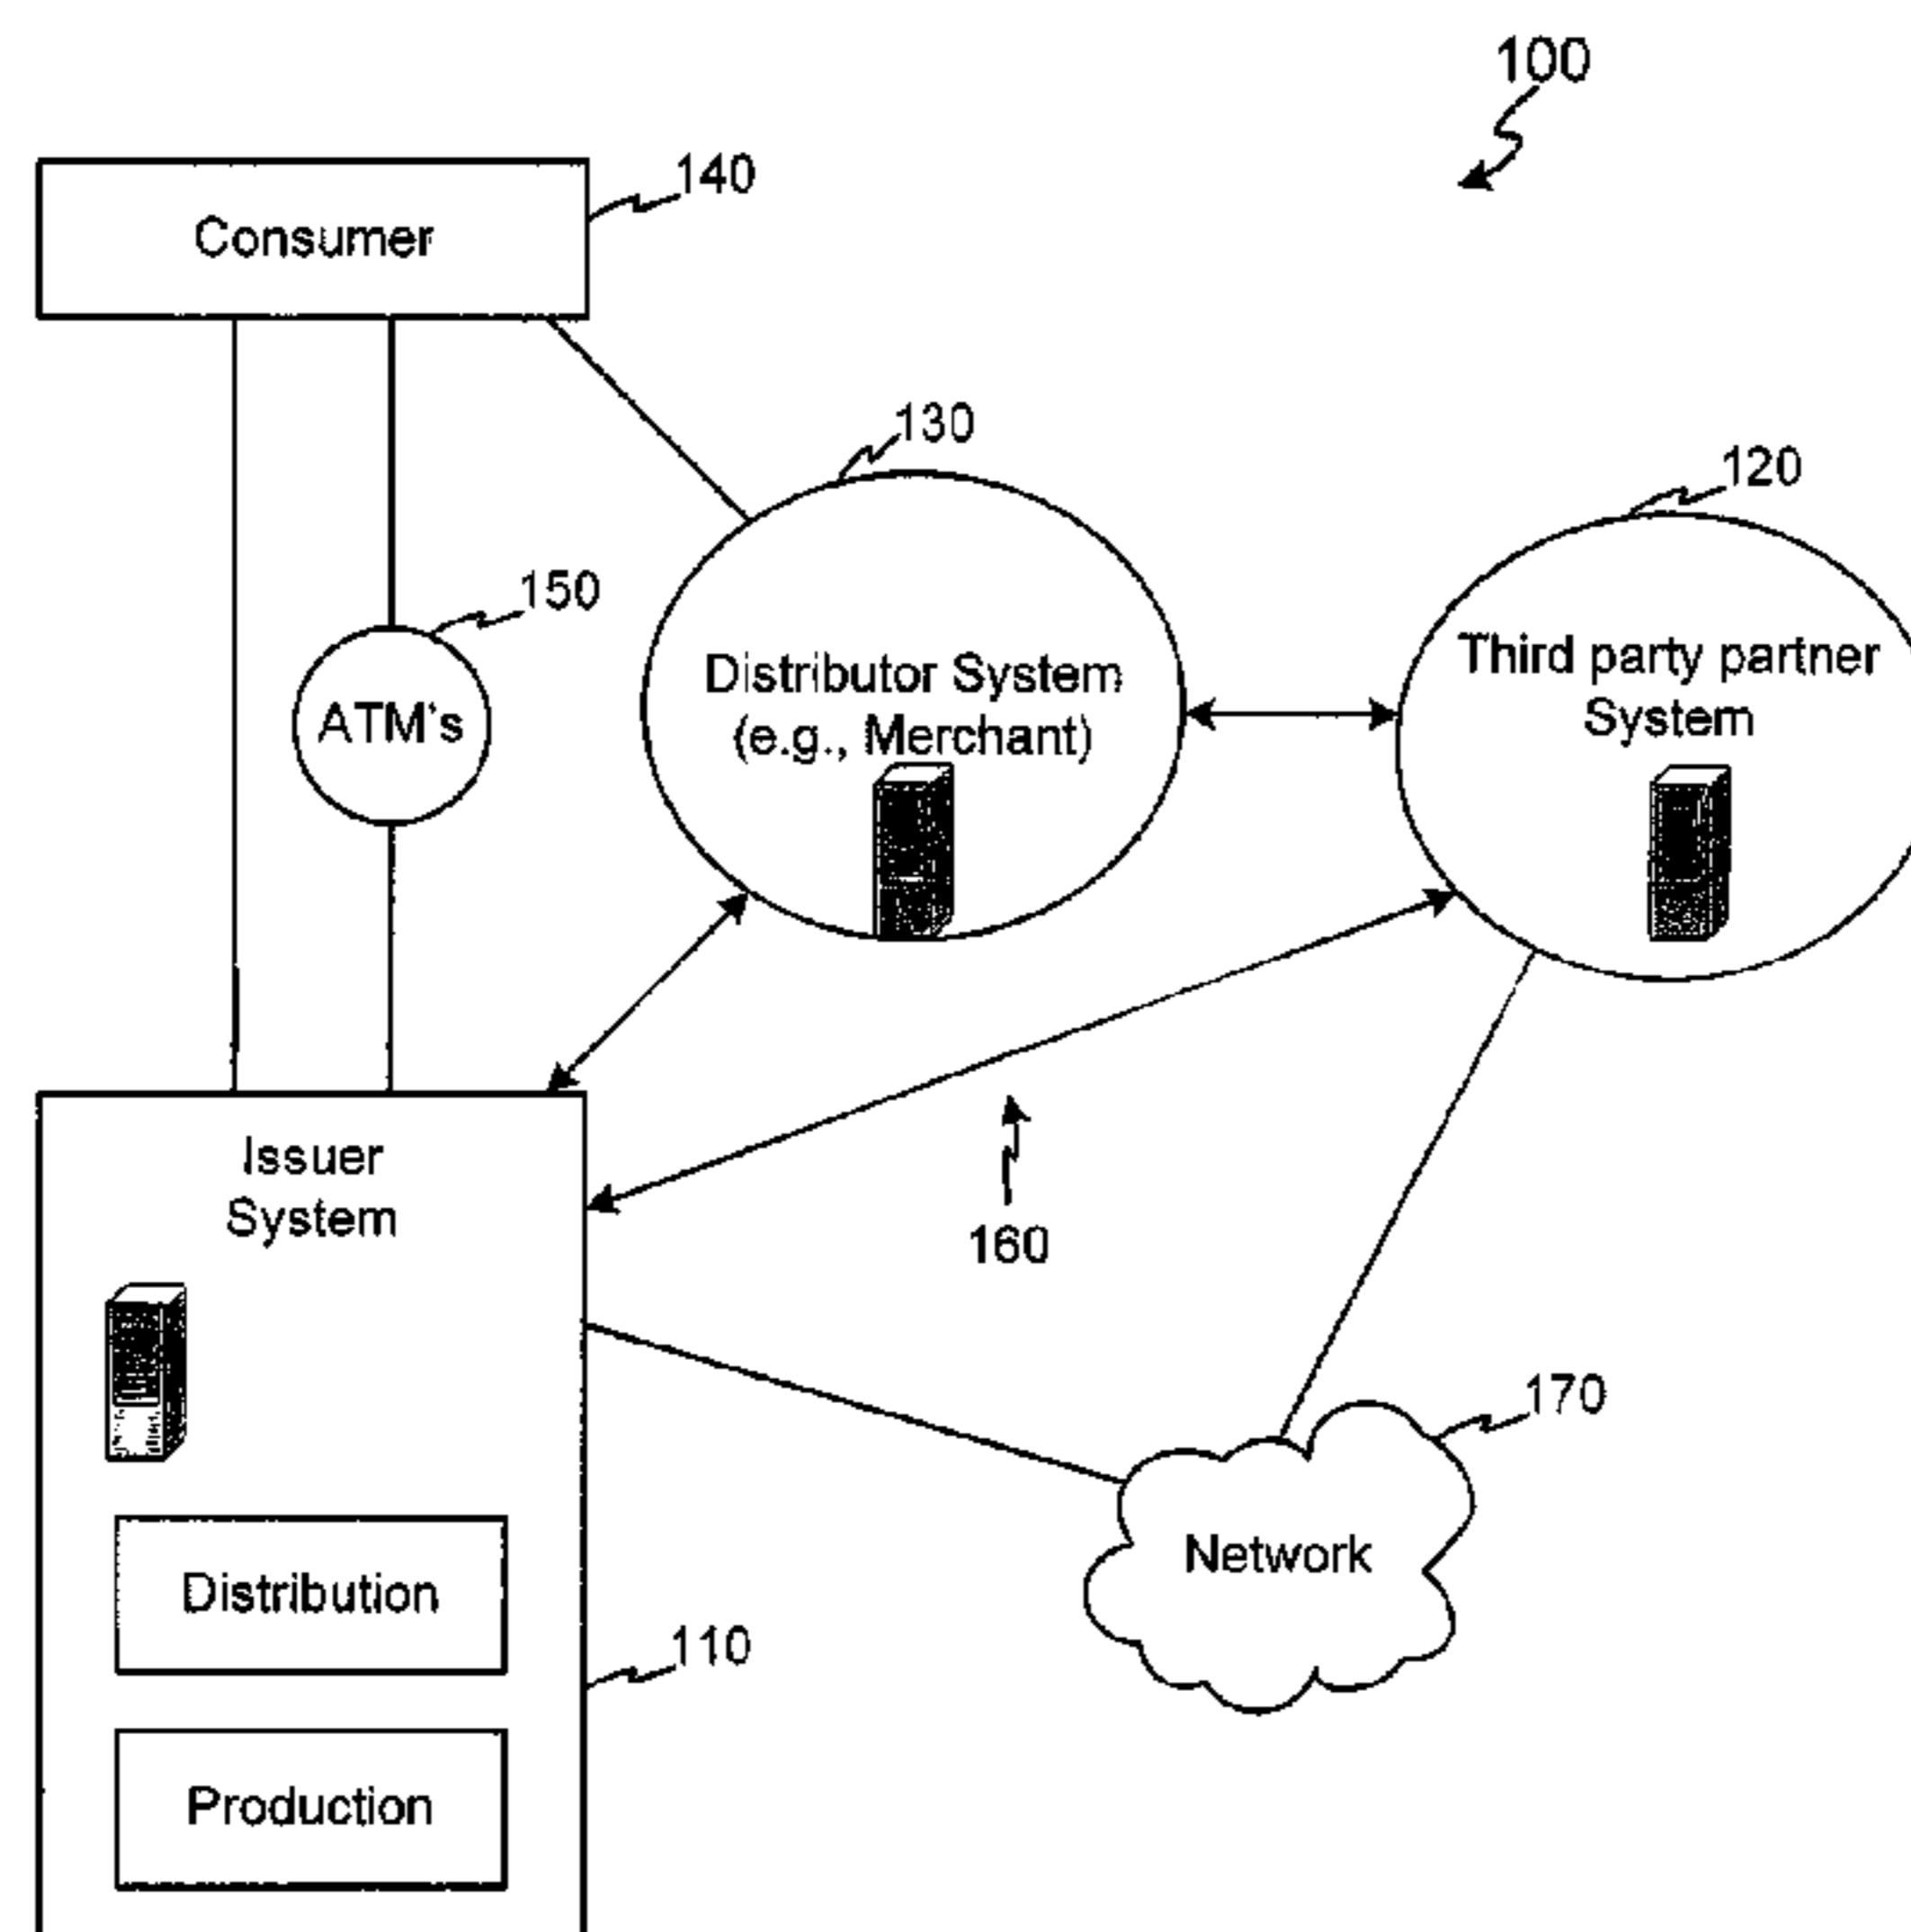 100
140
Consumer
130
120
150
Third party partner
System
Distributor System
(e.g., Merchant)
ATM's
Issuer
System
160
170
Network
Distribution
110
Production